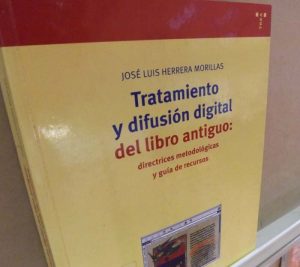 JOSÉ LUIS HERRERA MORILLAS
Tratamiento
y difusión digital
del libro antiguo:
directrices metodológicas
y guía de recursos